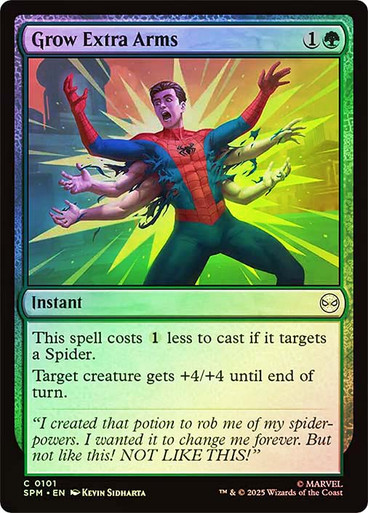 Grow Extra Arms 1
Instant
This spell costs 1 less to cast if it targets
a Spider.
Target creature gets +4/+4 until end of
turn.
“I created that potion to rob me of my spider-
powers. I wanted it to change me forever. But
not like this! NOT LIKE THIS!”
C 0101 © MARVEL
SPM • EN Kevin Sidharta ™ & © 2025 Wizards of the Coast